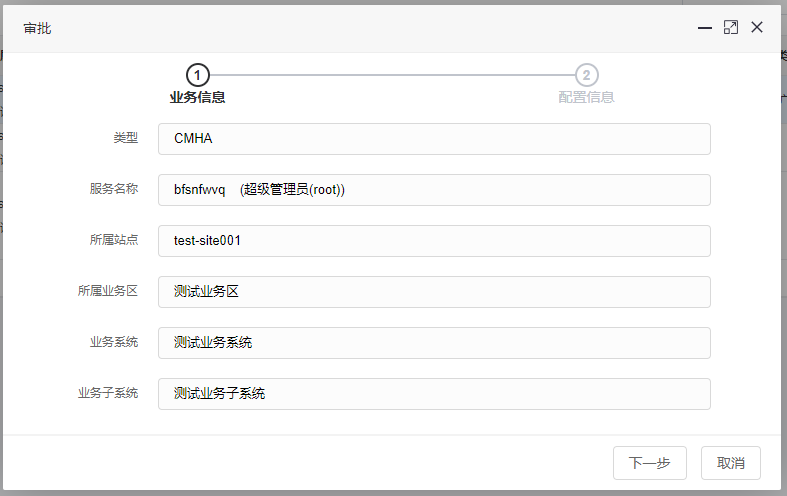 审批
1 2
业务信息 配置信息
类型 CMHA
服务名称 bfsnfwvq (超级管理员(root))
所属站点 test-site001
所属业务区 测试业务区
业务系统 测试业务系统
业务子系统 测试业务子系统
下一步 取消